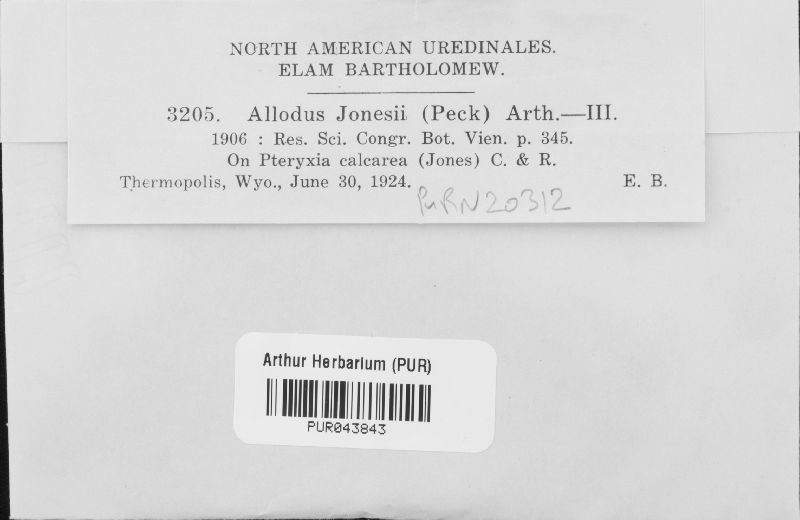 NORTH AMERICAN UREDINALES.
ELAM BARTHOLOMEW.
3205. Allodus Jonesii (Peck) Arth.—III.
1906 : Res. Sci. Congr. Bot. Vien. p. 345.
On Pteryxia calcarea (Jones) C. & R.
Thermopolis, Wyo., June 30, 1924. E. B.
PURN20312
Arthur Herbarium (PUR)
PUR043843